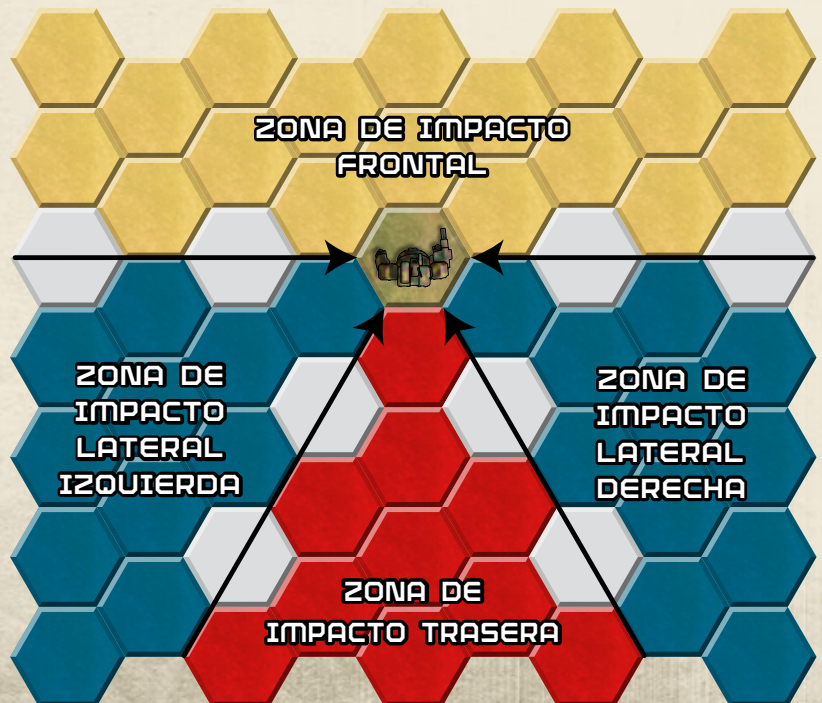 ZONA DE IMPACTO
FRONTAL
ZONA DE
IMPACTO
LATERAL
IZQUIERDA
ZONA DE
IMPACTO
LATERAL
DERECHA
ZONA DE
IMPACTO TRASERA